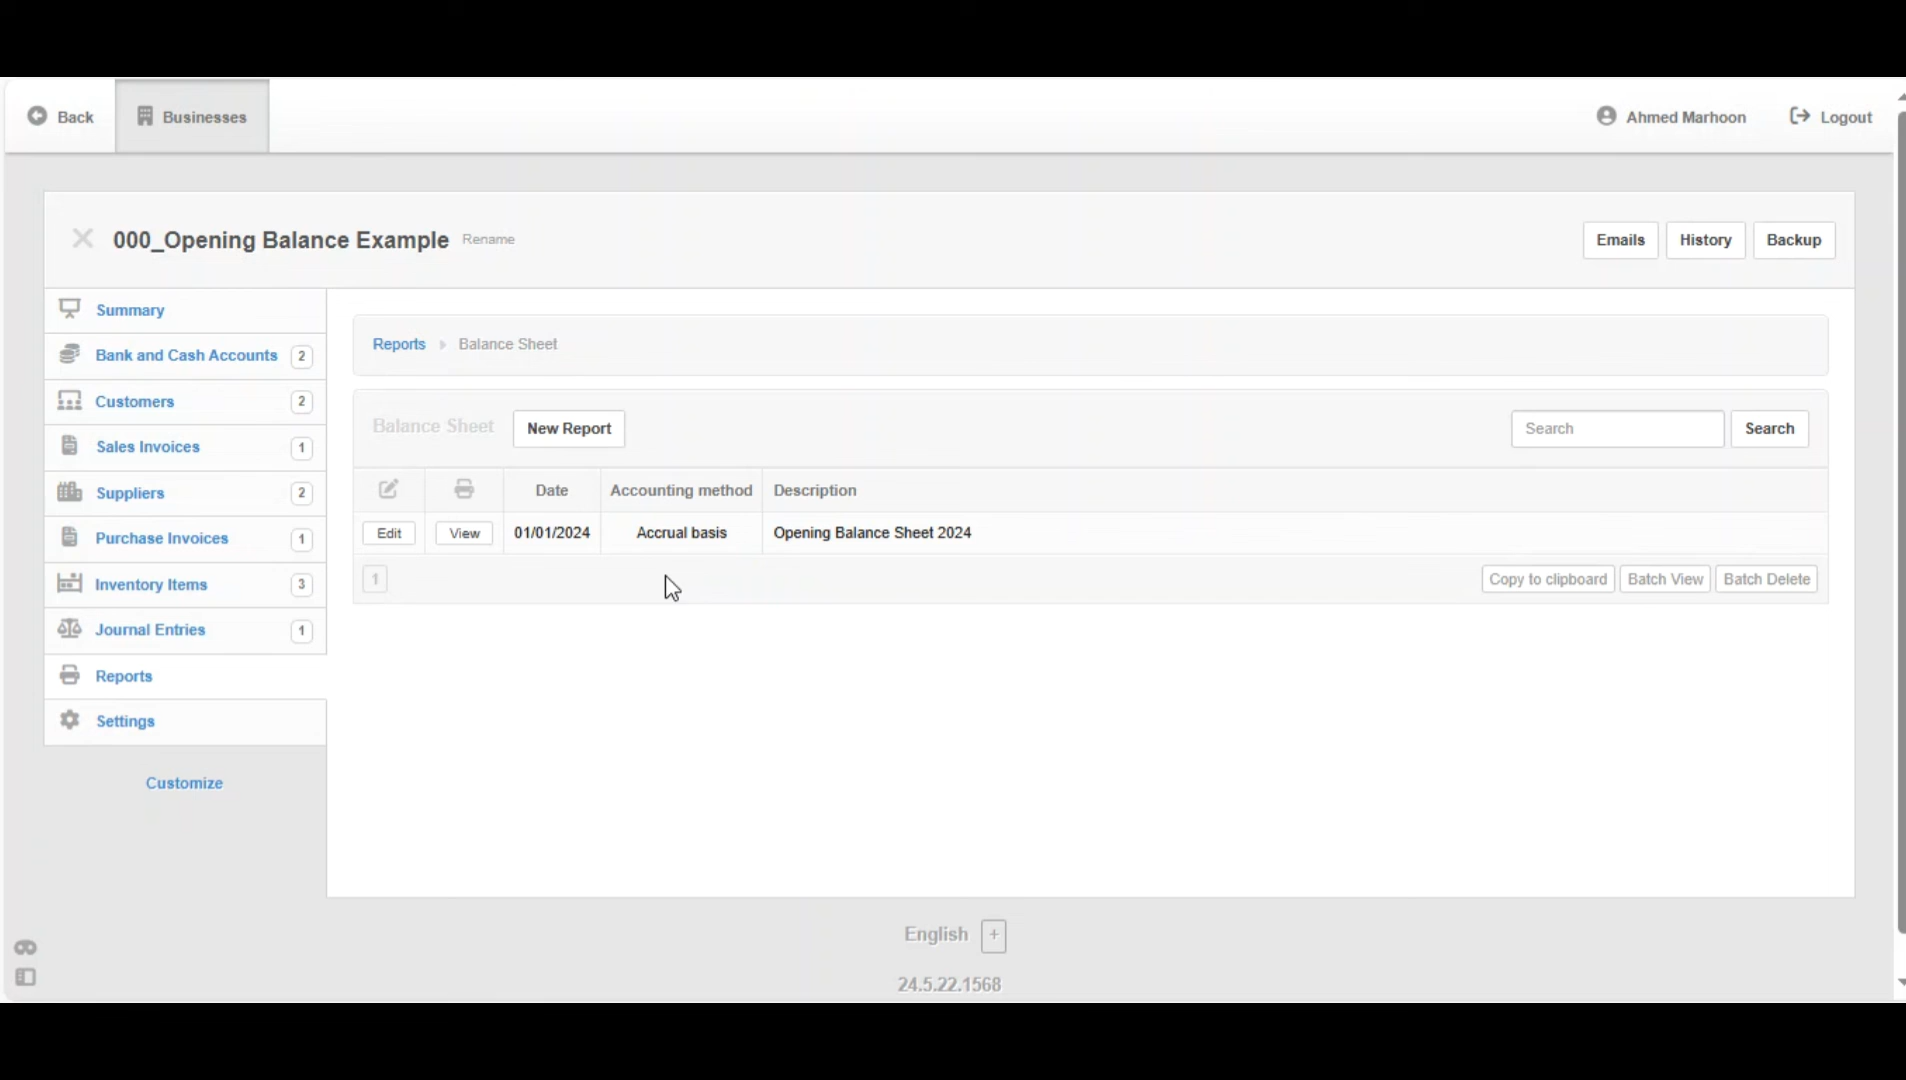 Back
Businesses
Ahmed Marhoon
Logout
000_Opening Balance Example
Rename
Emails
History
Backup
Summary
Bank and Cash Accounts 2
Customers 2
Sales Invoices 1
Suppliers 2
Purchase Invoices 1
Inventory Items 3
Journal Entries 1
Reports
Settings
Customize
Reports Balance Sheet
Balance Sheet
New Report
Search
Search
Date Accounting method Description
Edit View 01/01/2024 Accrual basis Opening Balance Sheet 2024
1
Copy to clipboard
Batch View
Batch Delete
English +
24.5.22.1568